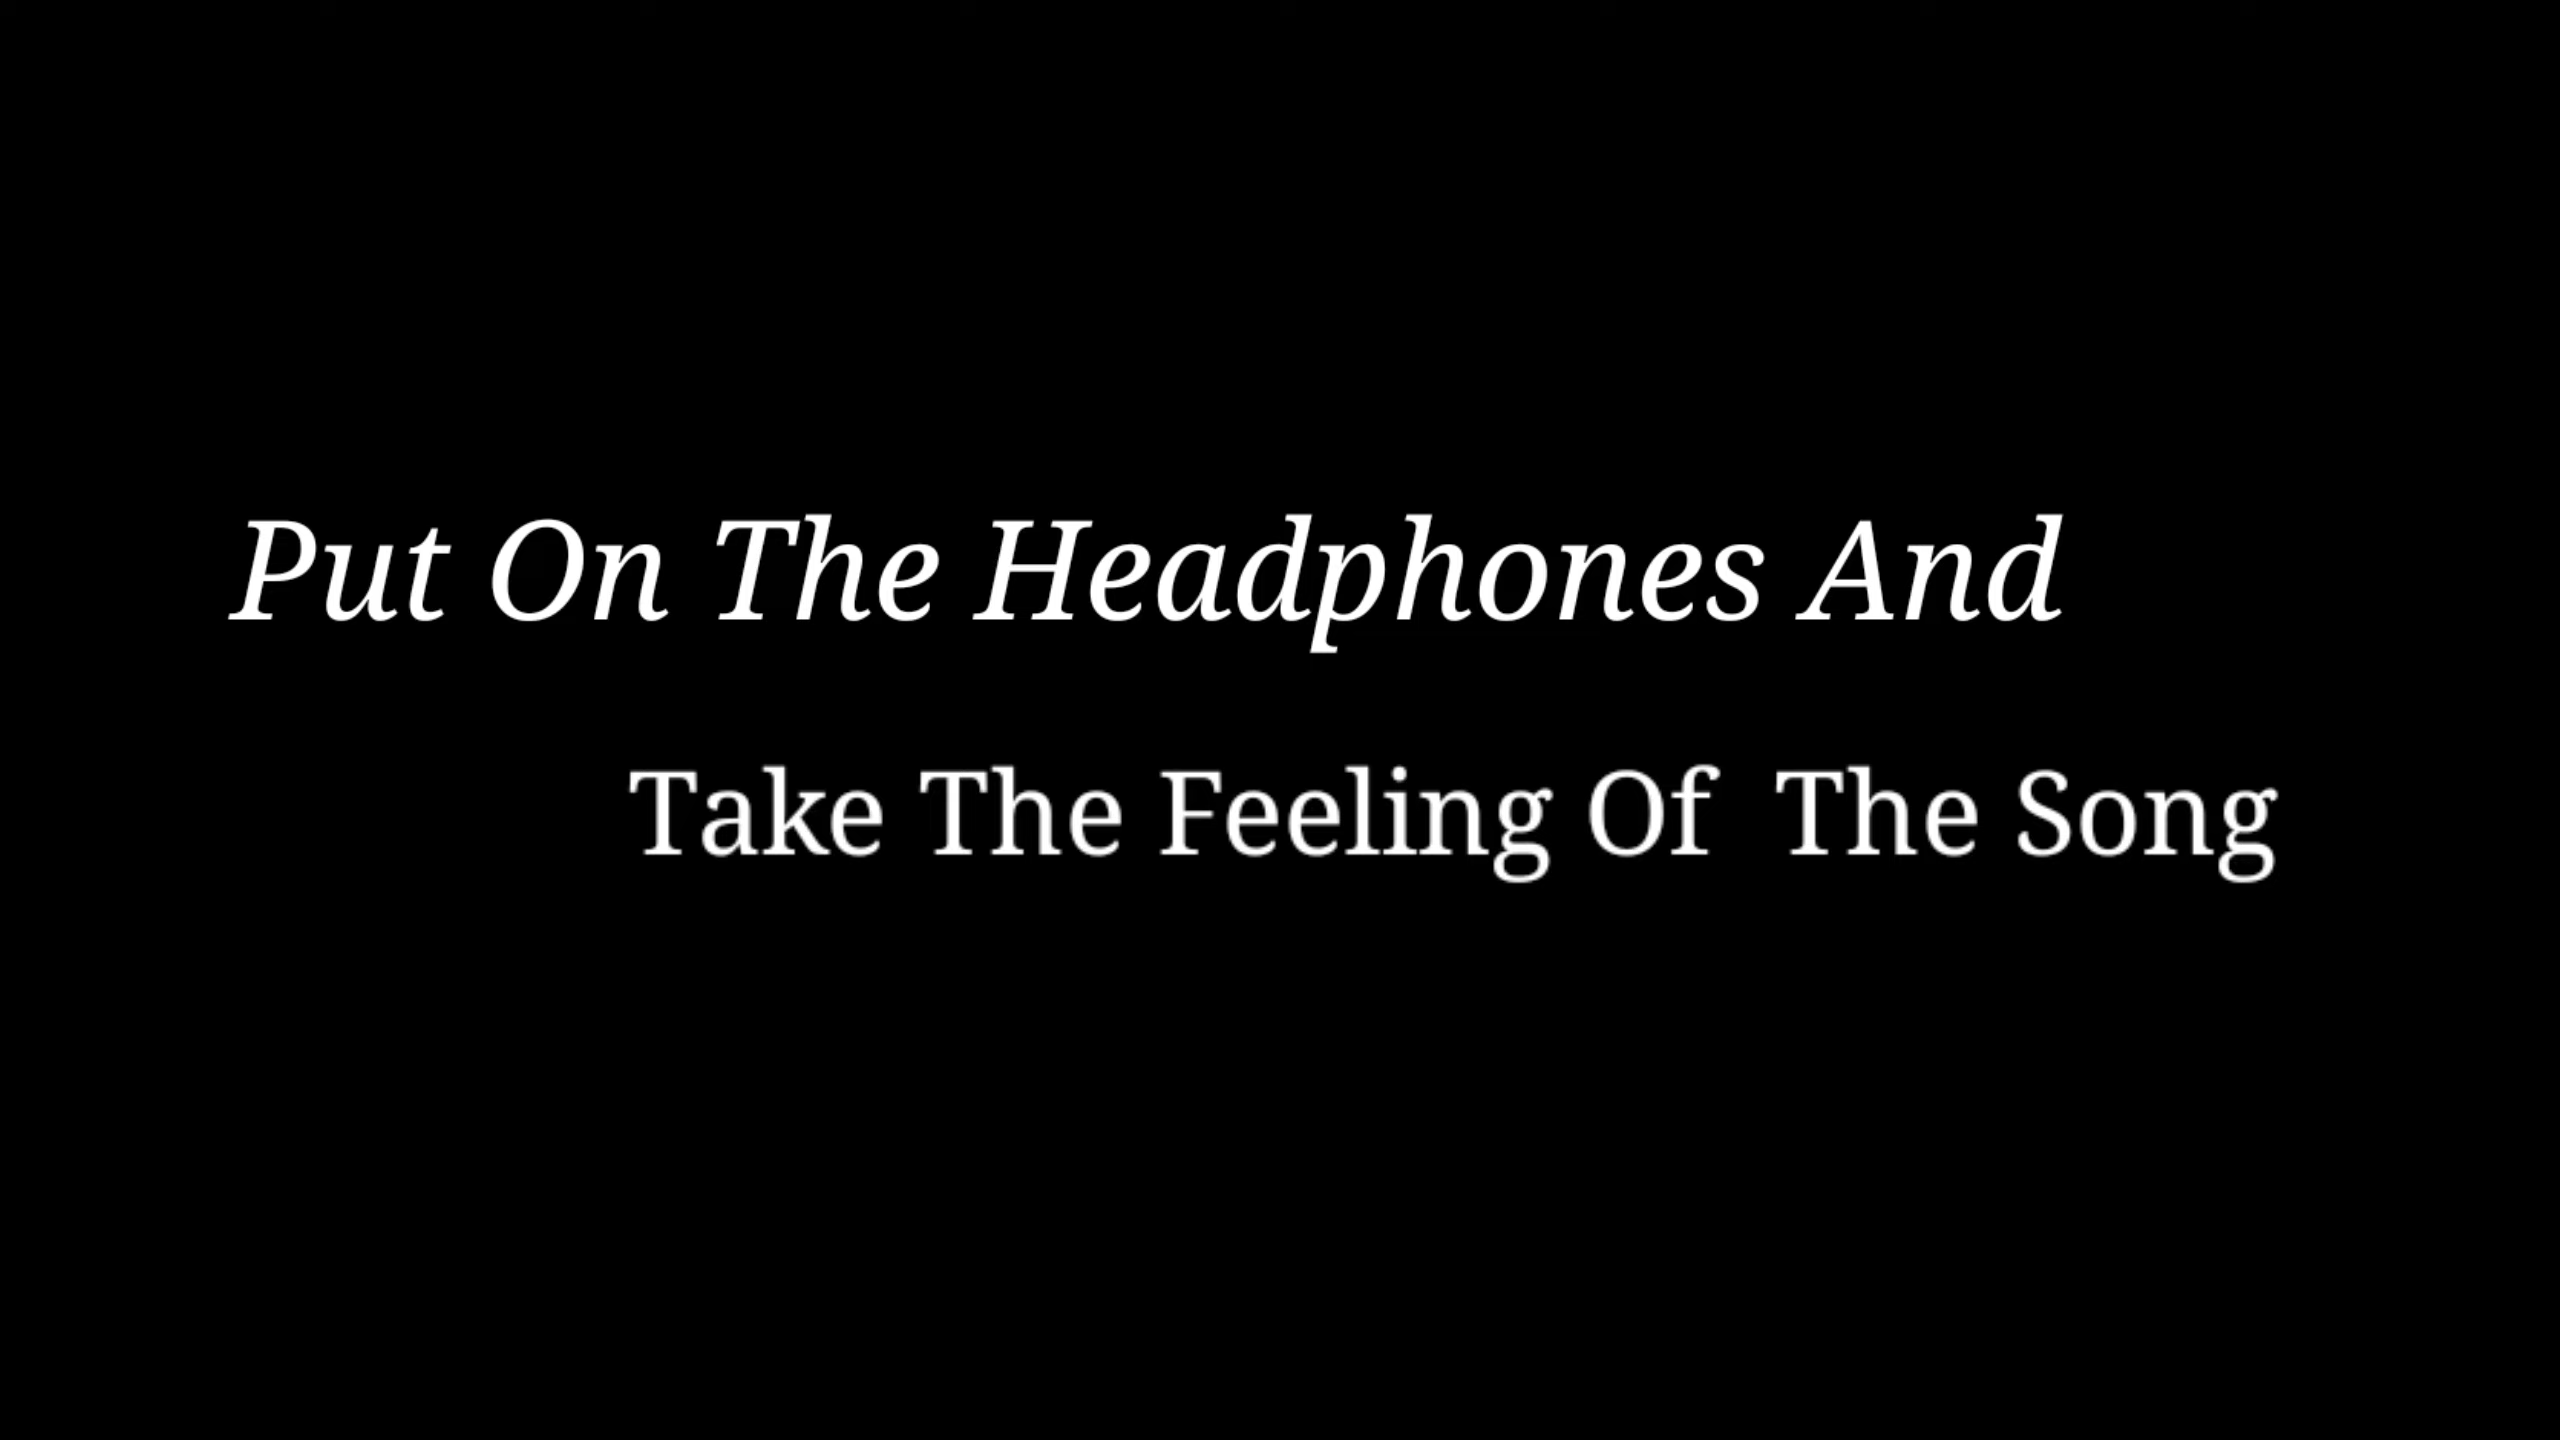 Put On The Headphones And
Take The Feeling Of  The Song